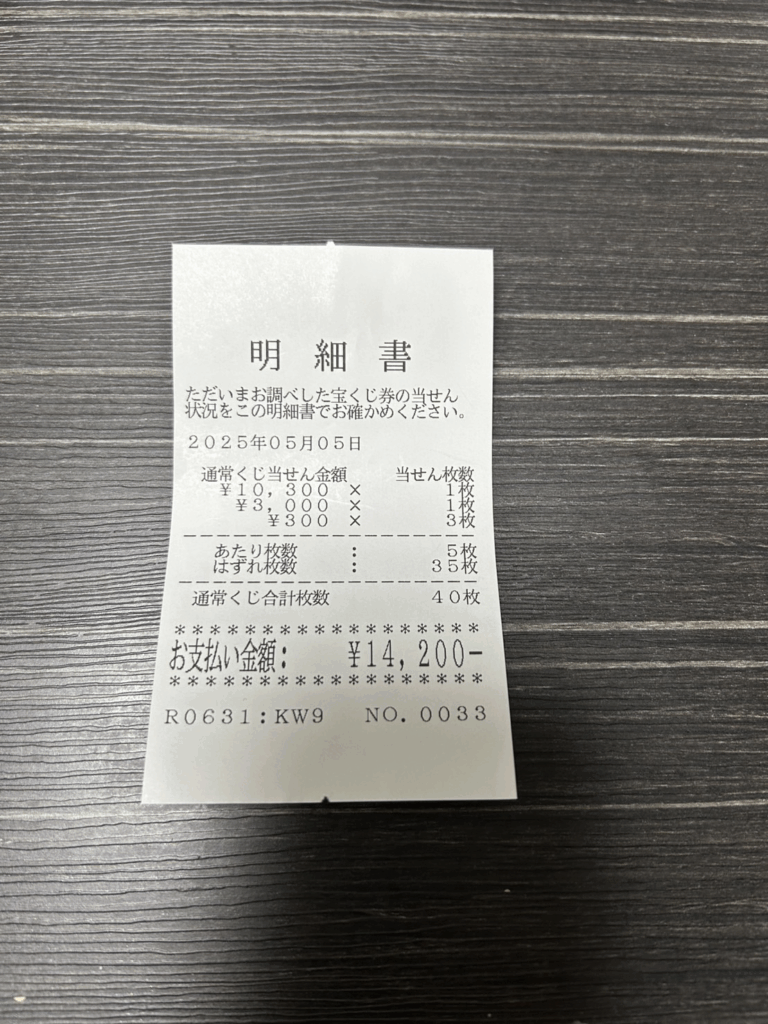 明細書
ただいまお調べした宝くじ券の当せん
状況をこの明細書でお確かめください。
2025年05月05日
通常くじ当せん金額 当せん枚数
¥10,300 × 1枚
¥3,000 × 1枚
¥300 × 3枚
あたり枚数 : 5枚
はずれ枚数 : 35枚
通常くじ合計枚数 40枚
******************
お支払い金額: ¥14,200-
******************
R0631:KW9 NO.0033